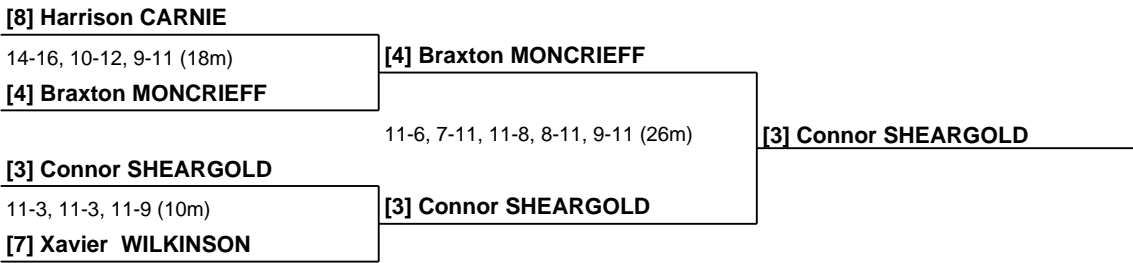 [8] Harrison CARNIE
14-16, 10-12, 9-11 (18m)
[4] Braxton MONCRIEFF
[4] Braxton MONCRIEFF
11-6, 7-11, 11-8, 8-11, 9-11 (26m)
[3] Connor SHEARGOLD
[3] Connor SHEARGOLD
11-3, 11-3, 11-9 (10m)
[3] Connor SHEARGOLD
[7] Xavier  WILKINSON